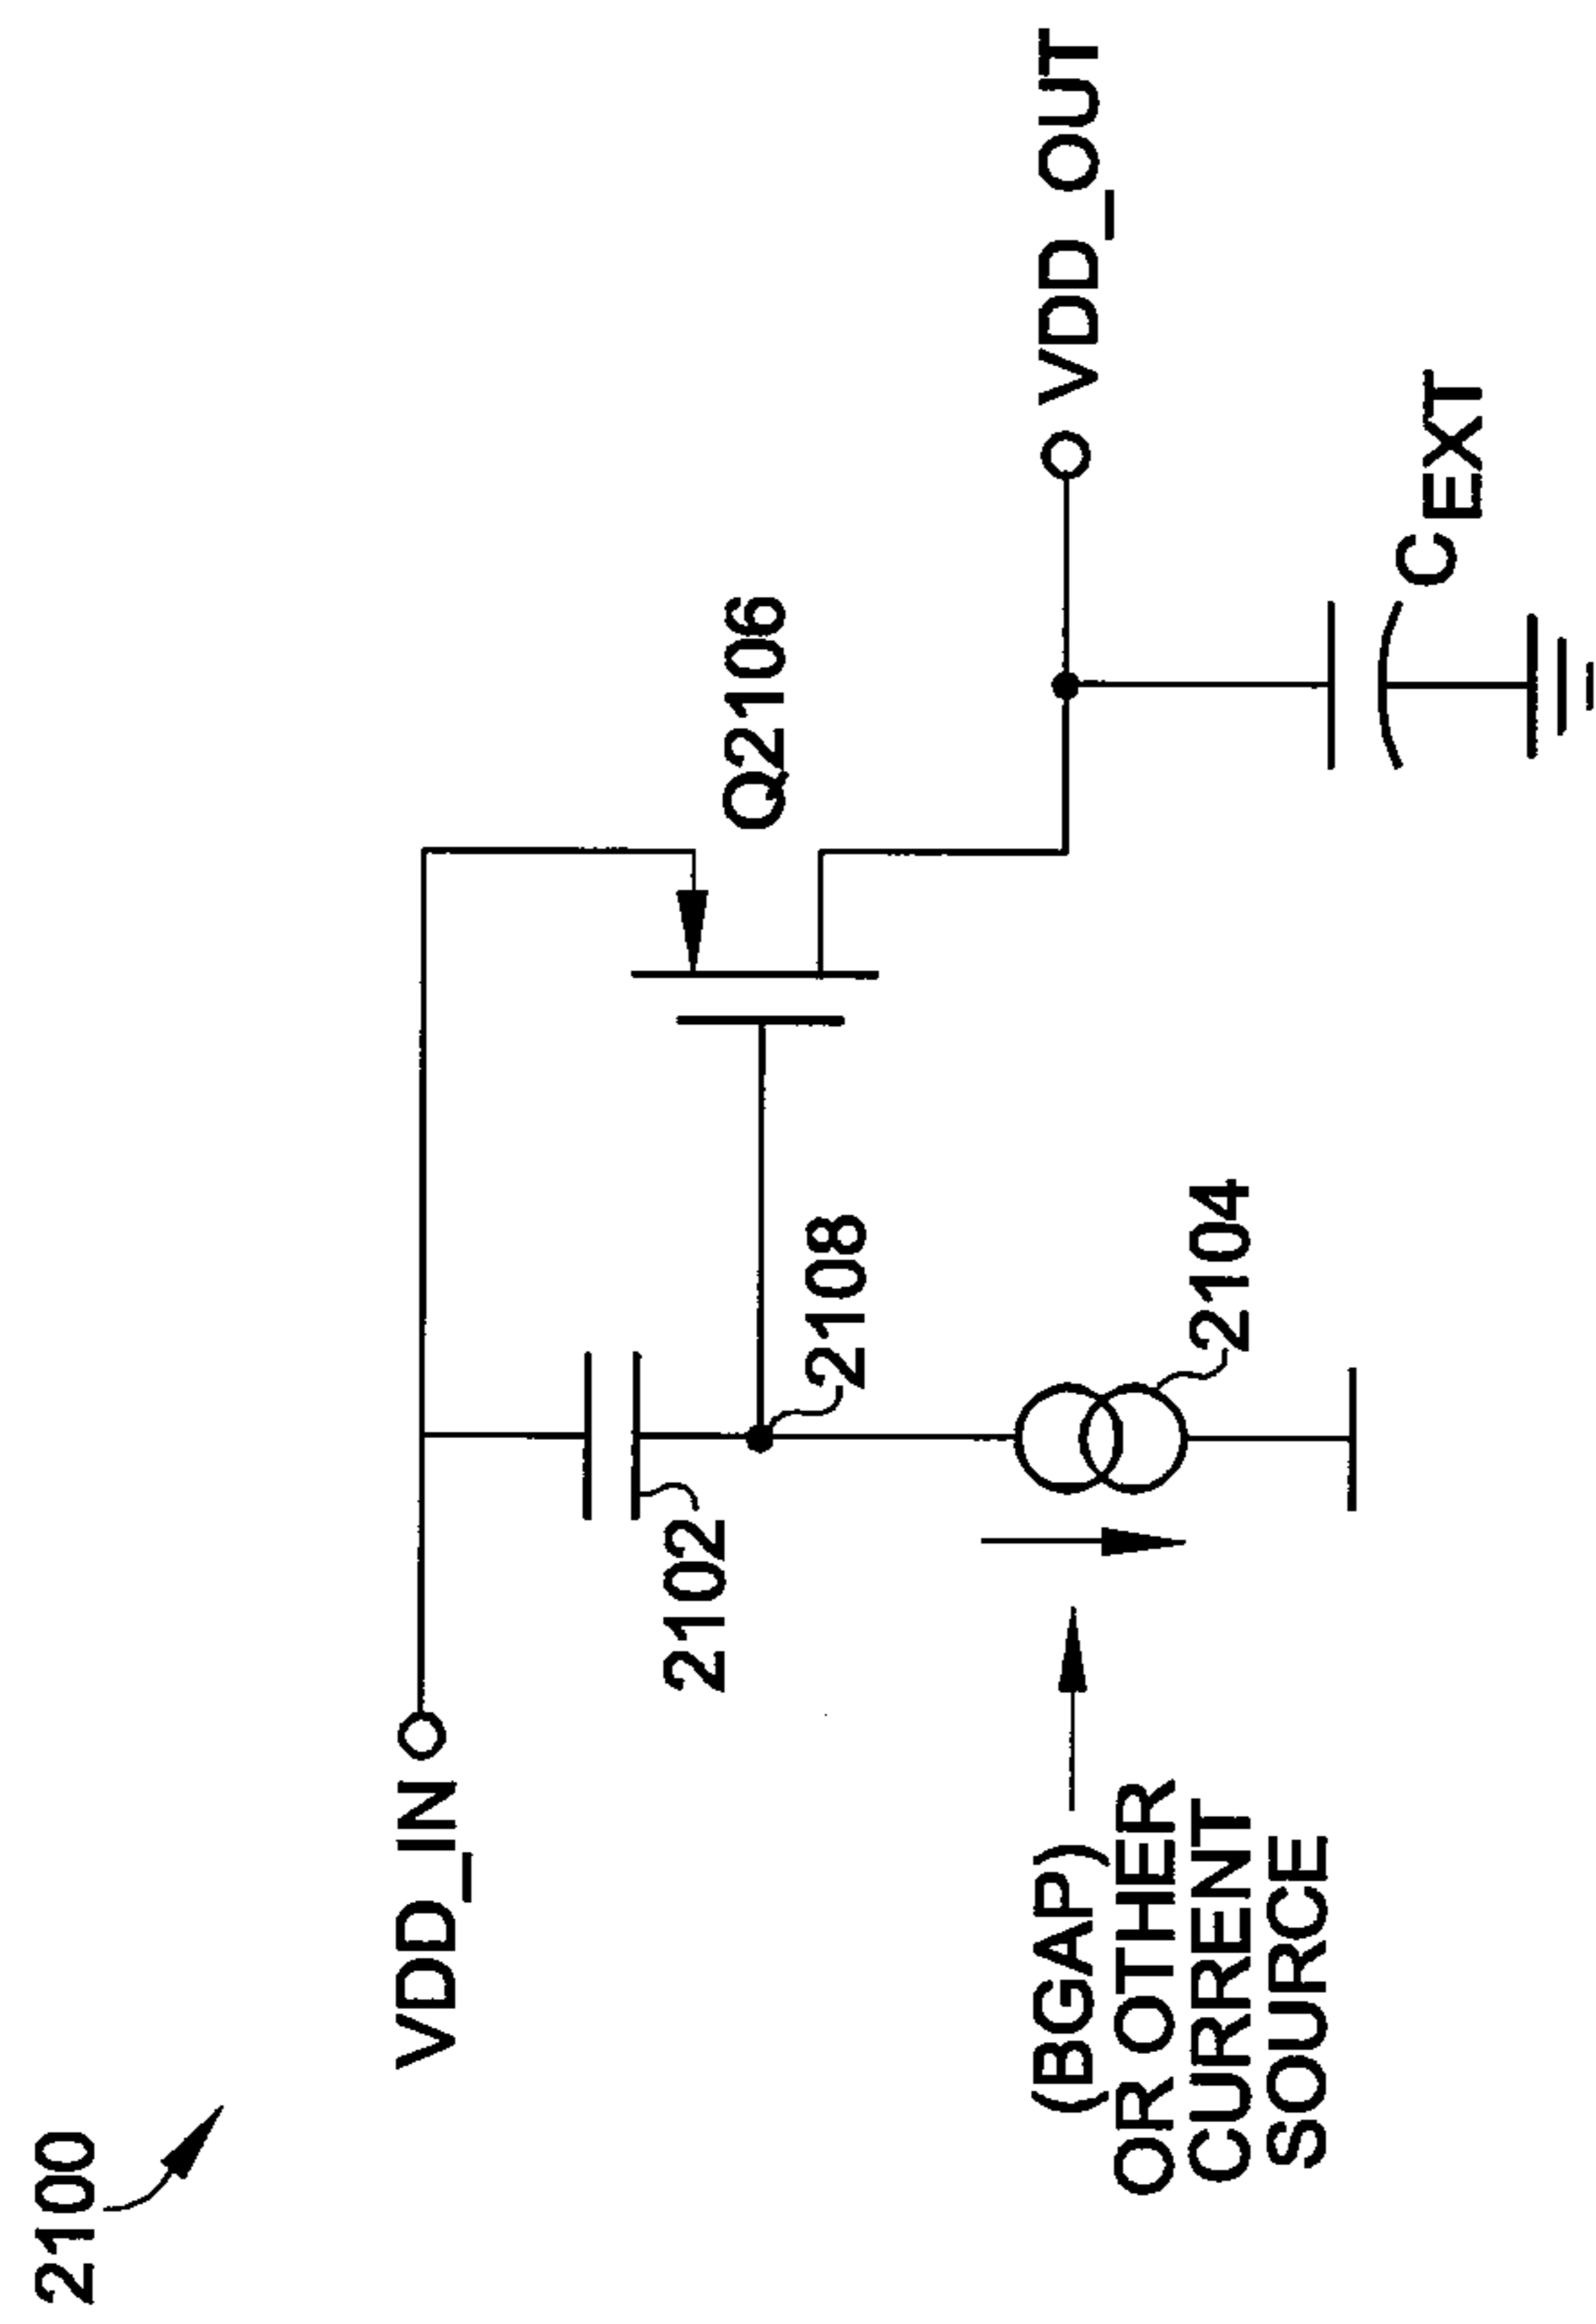 2100
VDD_IN
2102
2108
Q2106
VDD_OUT
(BGAP)
OR OTHER
CURRENT
SOURCE
2104
CEXT